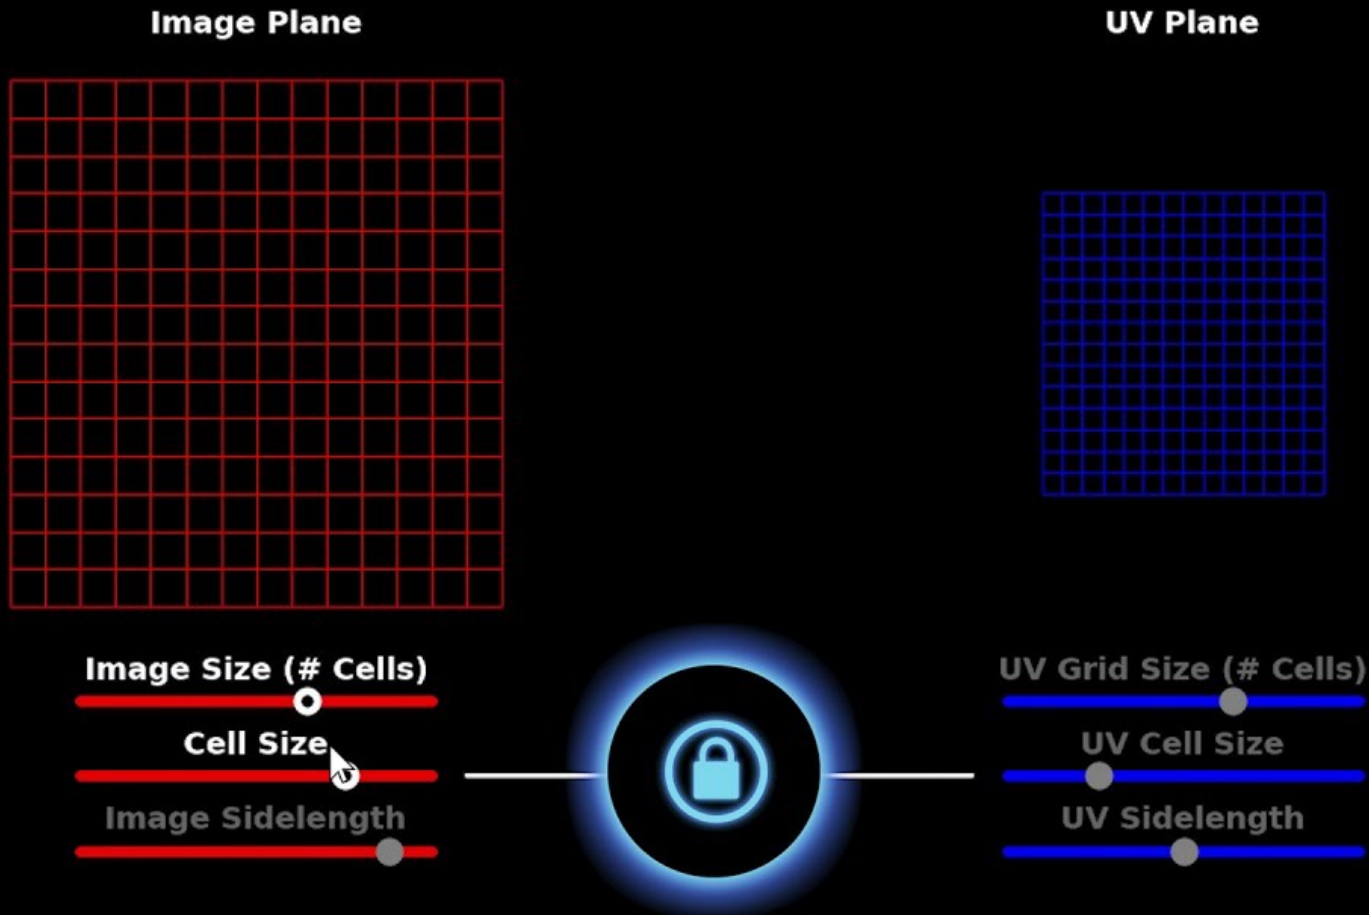 Image Plane
UV Plane
Image Size (# Cells)
Cell Size
Image Sidelength
UV Grid Size (# Cells)
UV Cell Size
UV Sidelength